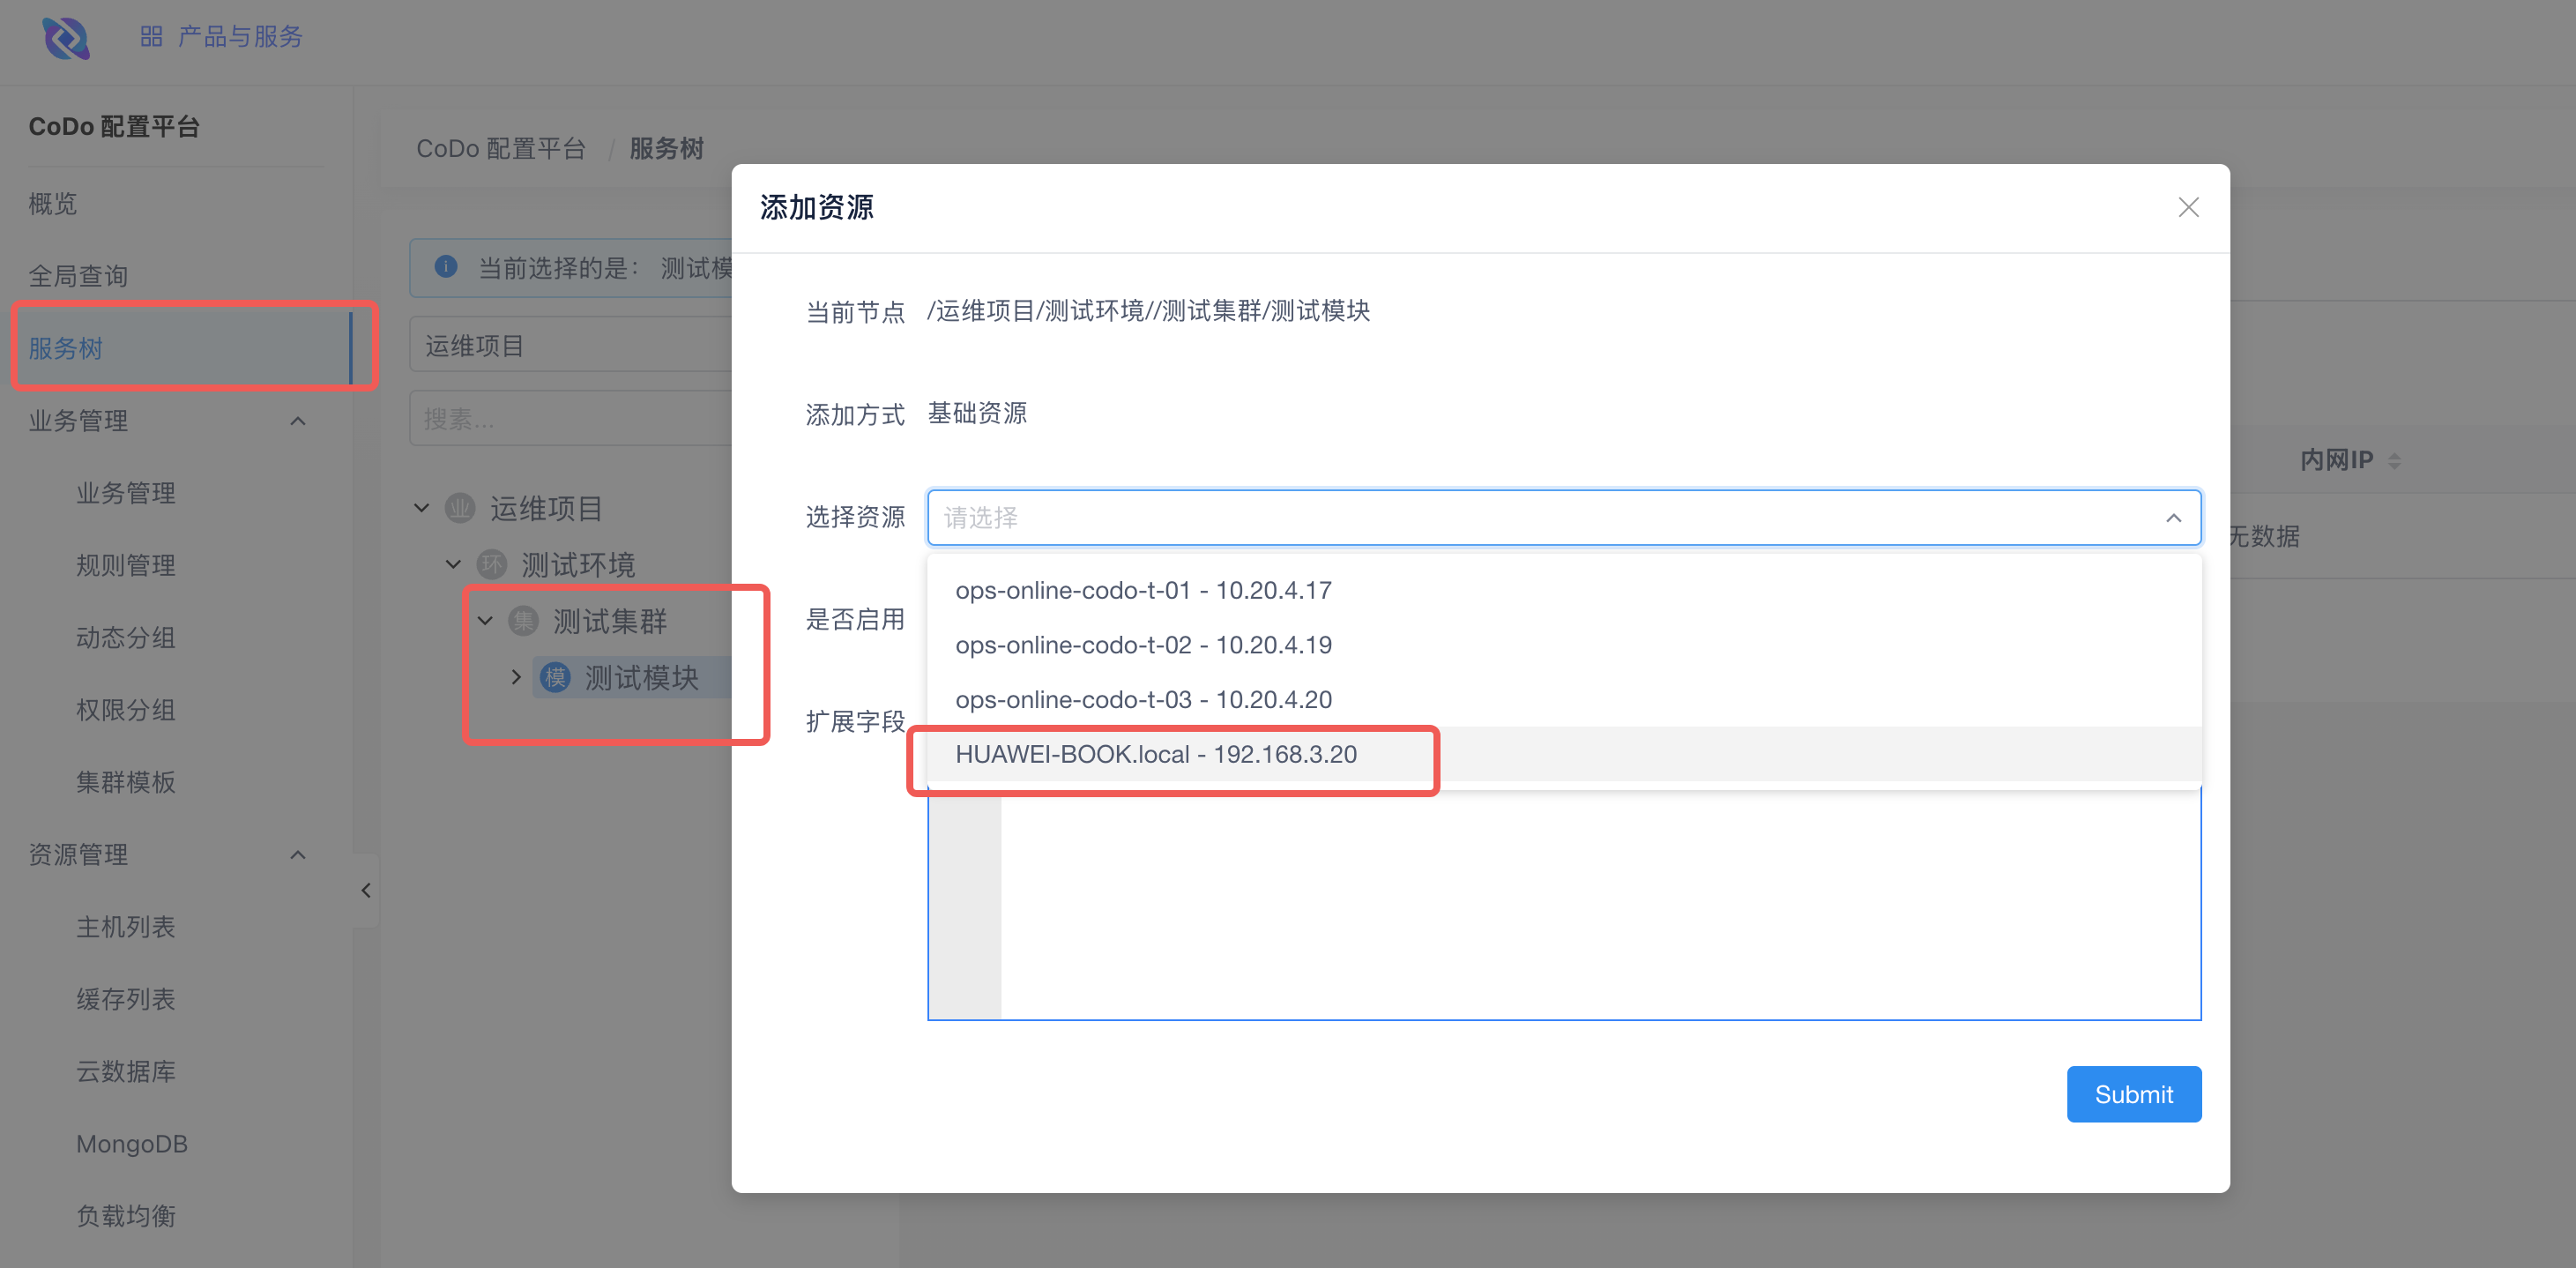 产品与服务
CoDo 配置平台
概览
全局查询
服务树
业务管理
业务管理
规则管理
动态分组
权限分组
集群模板
资源管理
主机列表
缓存列表
云数据库
MongoDB
负载均衡
CoDo 配置平台 / 服务树
当前选择的是： 测试模
运维项目
搜素...
业 运维项目
环 测试环境
集 测试集群
模 测试模块
添加资源
当前节点 /运维项目/测试环境//测试集群/测试模块
添加方式 基础资源
选择资源 请选择
ops-online-codo-t-01 - 10.20.4.17
是否启用
ops-online-codo-t-02 - 10.20.4.19
ops-online-codo-t-03 - 10.20.4.20
扩展字段
HUAWEI-BOOK.local - 192.168.3.20
Submit
内网IP
无数据